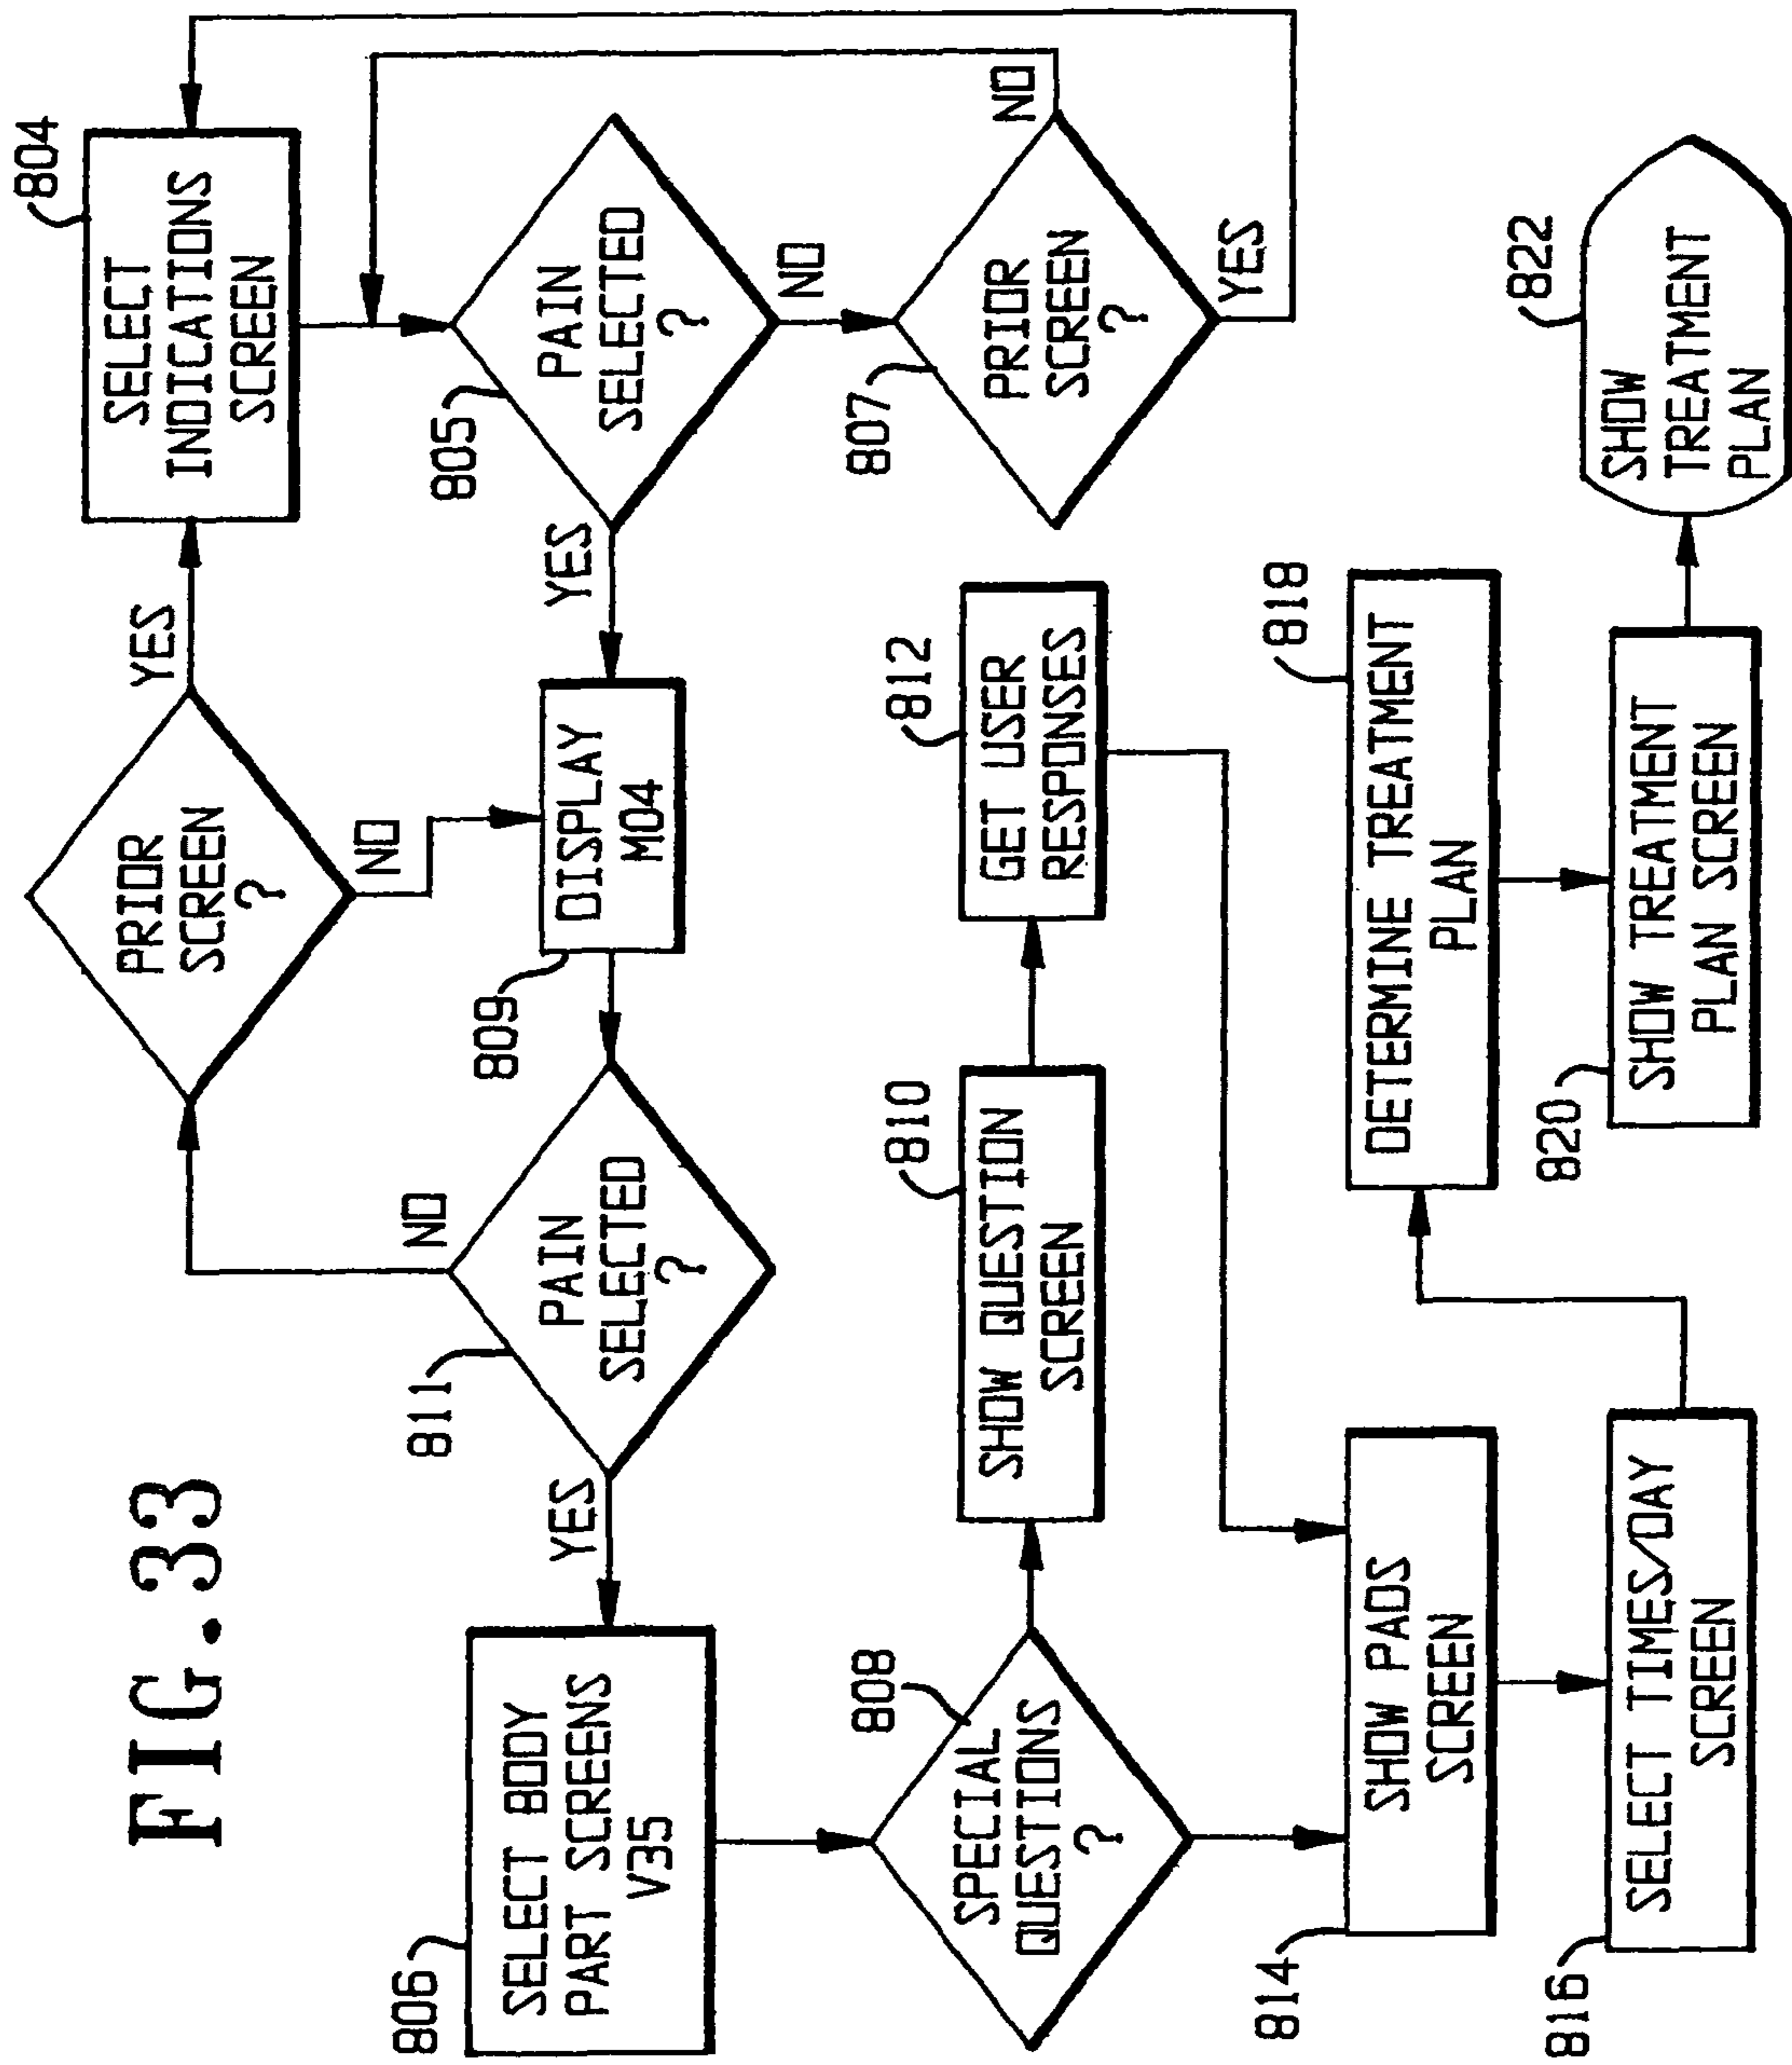 FIG. 33
804
SELECT
INDICATIONS
SCREEN
YES
PRIOR
SCREEN
?
NO
805
PAIN
SELECTED
?
YES
NO
807
PRIOR
SCREEN
?
NO
YES
DISPLAY
M04
809
811
PAIN
SELECTED
?
NO
YES
806
SELECT BODY
PART SCREENS
V35
808
SPECIAL
QUESTIONS
?
810
SHOW QUESTION
SCREEN
812
GET USER
RESPONSES
814
SHOW PADS
SCREEN
816
SELECT TIMES/DAY
SCREEN
818
DETERMINE TREATMENT
PLAN
820
SHOW TREATMENT
PLAN SCREEN
822
SHOW
TREATMENT
PLAN